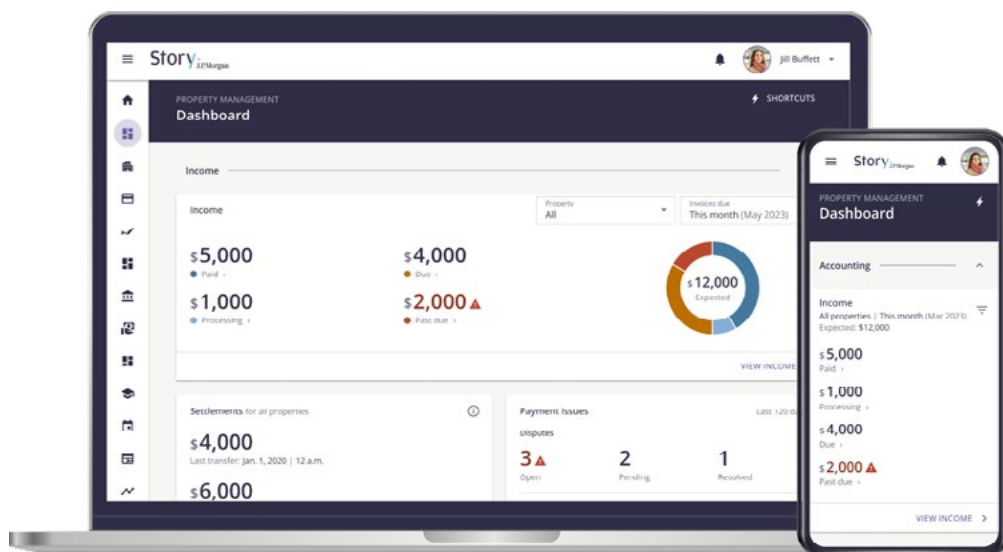 Story
J.P.Morgan
Jill Buffett
PROPERTY MANAGEMENT
SHORTCUTS
Dashboard
Income
Income
Property
All
Invoices due
This month (May 2023)
$5,000
Paid
$4,000
Due
$1,000
Processing
$2,000
Past due
$12,000
Expected
VIEW INCOME
Settlements for all properties
$4,000
Last transfer: Jan. 1, 2020 | 12 a.m.
$6,000
Payment Issues
Last 120 da
Disputes
3
2
1
Open
Pending
Resolved
Story
J.P.Morgan
PROPERTY MANAGEMENT
Dashboard
Accounting
Income
All properties | This month (Mar 2023)
Expected: $12,000
$5,000
Paid
$1,000
Processing
$4,000
Due
$2,000
Past due
VIEW INCOME